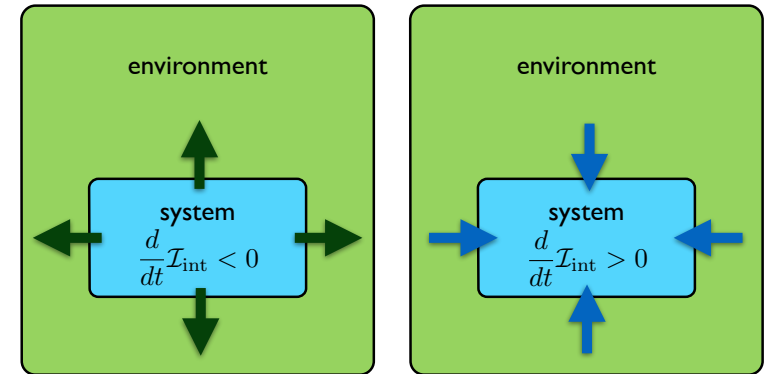 environment
system
d/dt I_int < 0
environment
system
d/dt I_int > 0